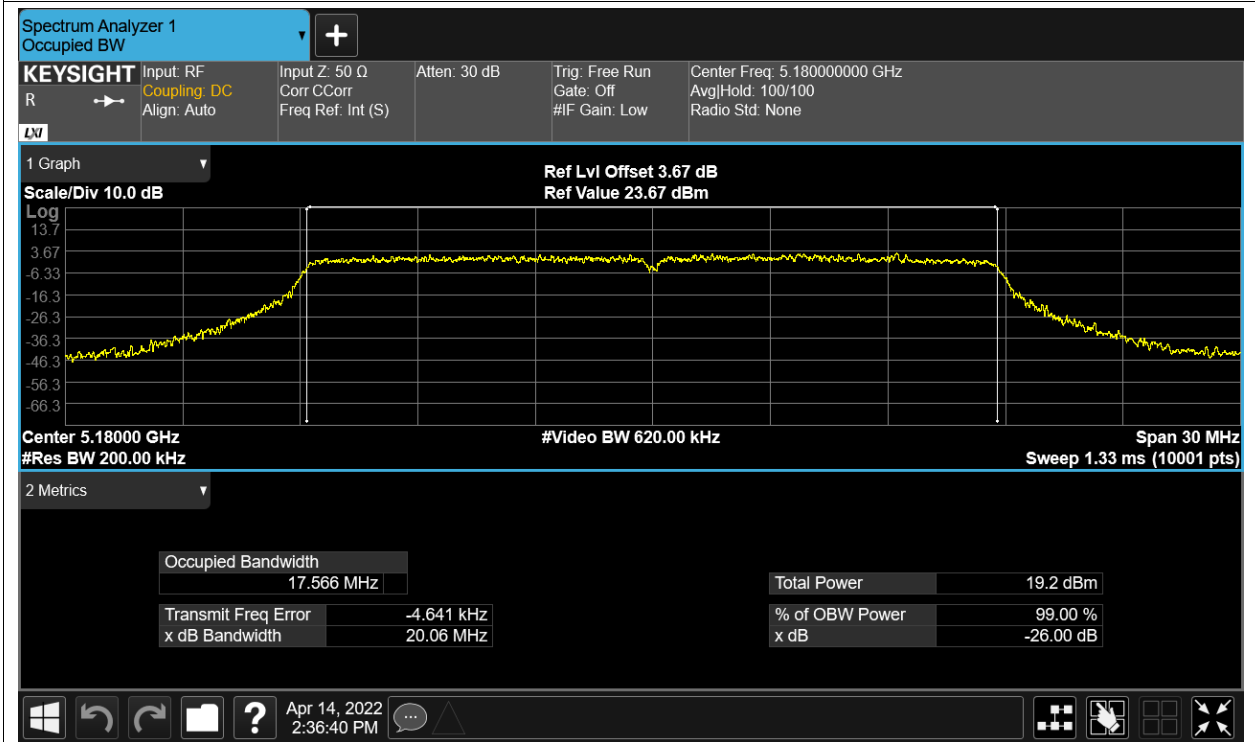 Spectrum Analyzer 1
Occupied BW
KEYSIGHT
R
LXI
Input: RF
Coupling: DC
Align: Auto
Input Z: 50 Ω
Corr CCorr
Freq Ref: Int (S)
Atten: 30 dB
Trig: Free Run
Gate: Off
#IF Gain: Low
Center Freq: 5.180000000 GHz
Avg|Hold: 100/100
Radio Std: None
1 Graph
Scale/Div 10.0 dB
Ref Lvl Offset 3.67 dB
Ref Value 23.67 dBm
Log
13.7
3.67
-6.33
-16.3
-26.3
-36.3
-46.3
-56.3
-66.3
Center 5.18000 GHz
#Video BW 620.00 kHz
Span 30 MHz
#Res BW 200.00 kHz
Sweep 1.33 ms (10001 pts)
2 Metrics
Occupied Bandwidth
17.566 MHz
Transmit Freq Error -4.641 kHz
x dB Bandwidth 20.06 MHz
Total Power 19.2 dBm
% of OBW Power 99.00 %
x dB -26.00 dB
?
Apr 14, 2022
2:36:40 PM